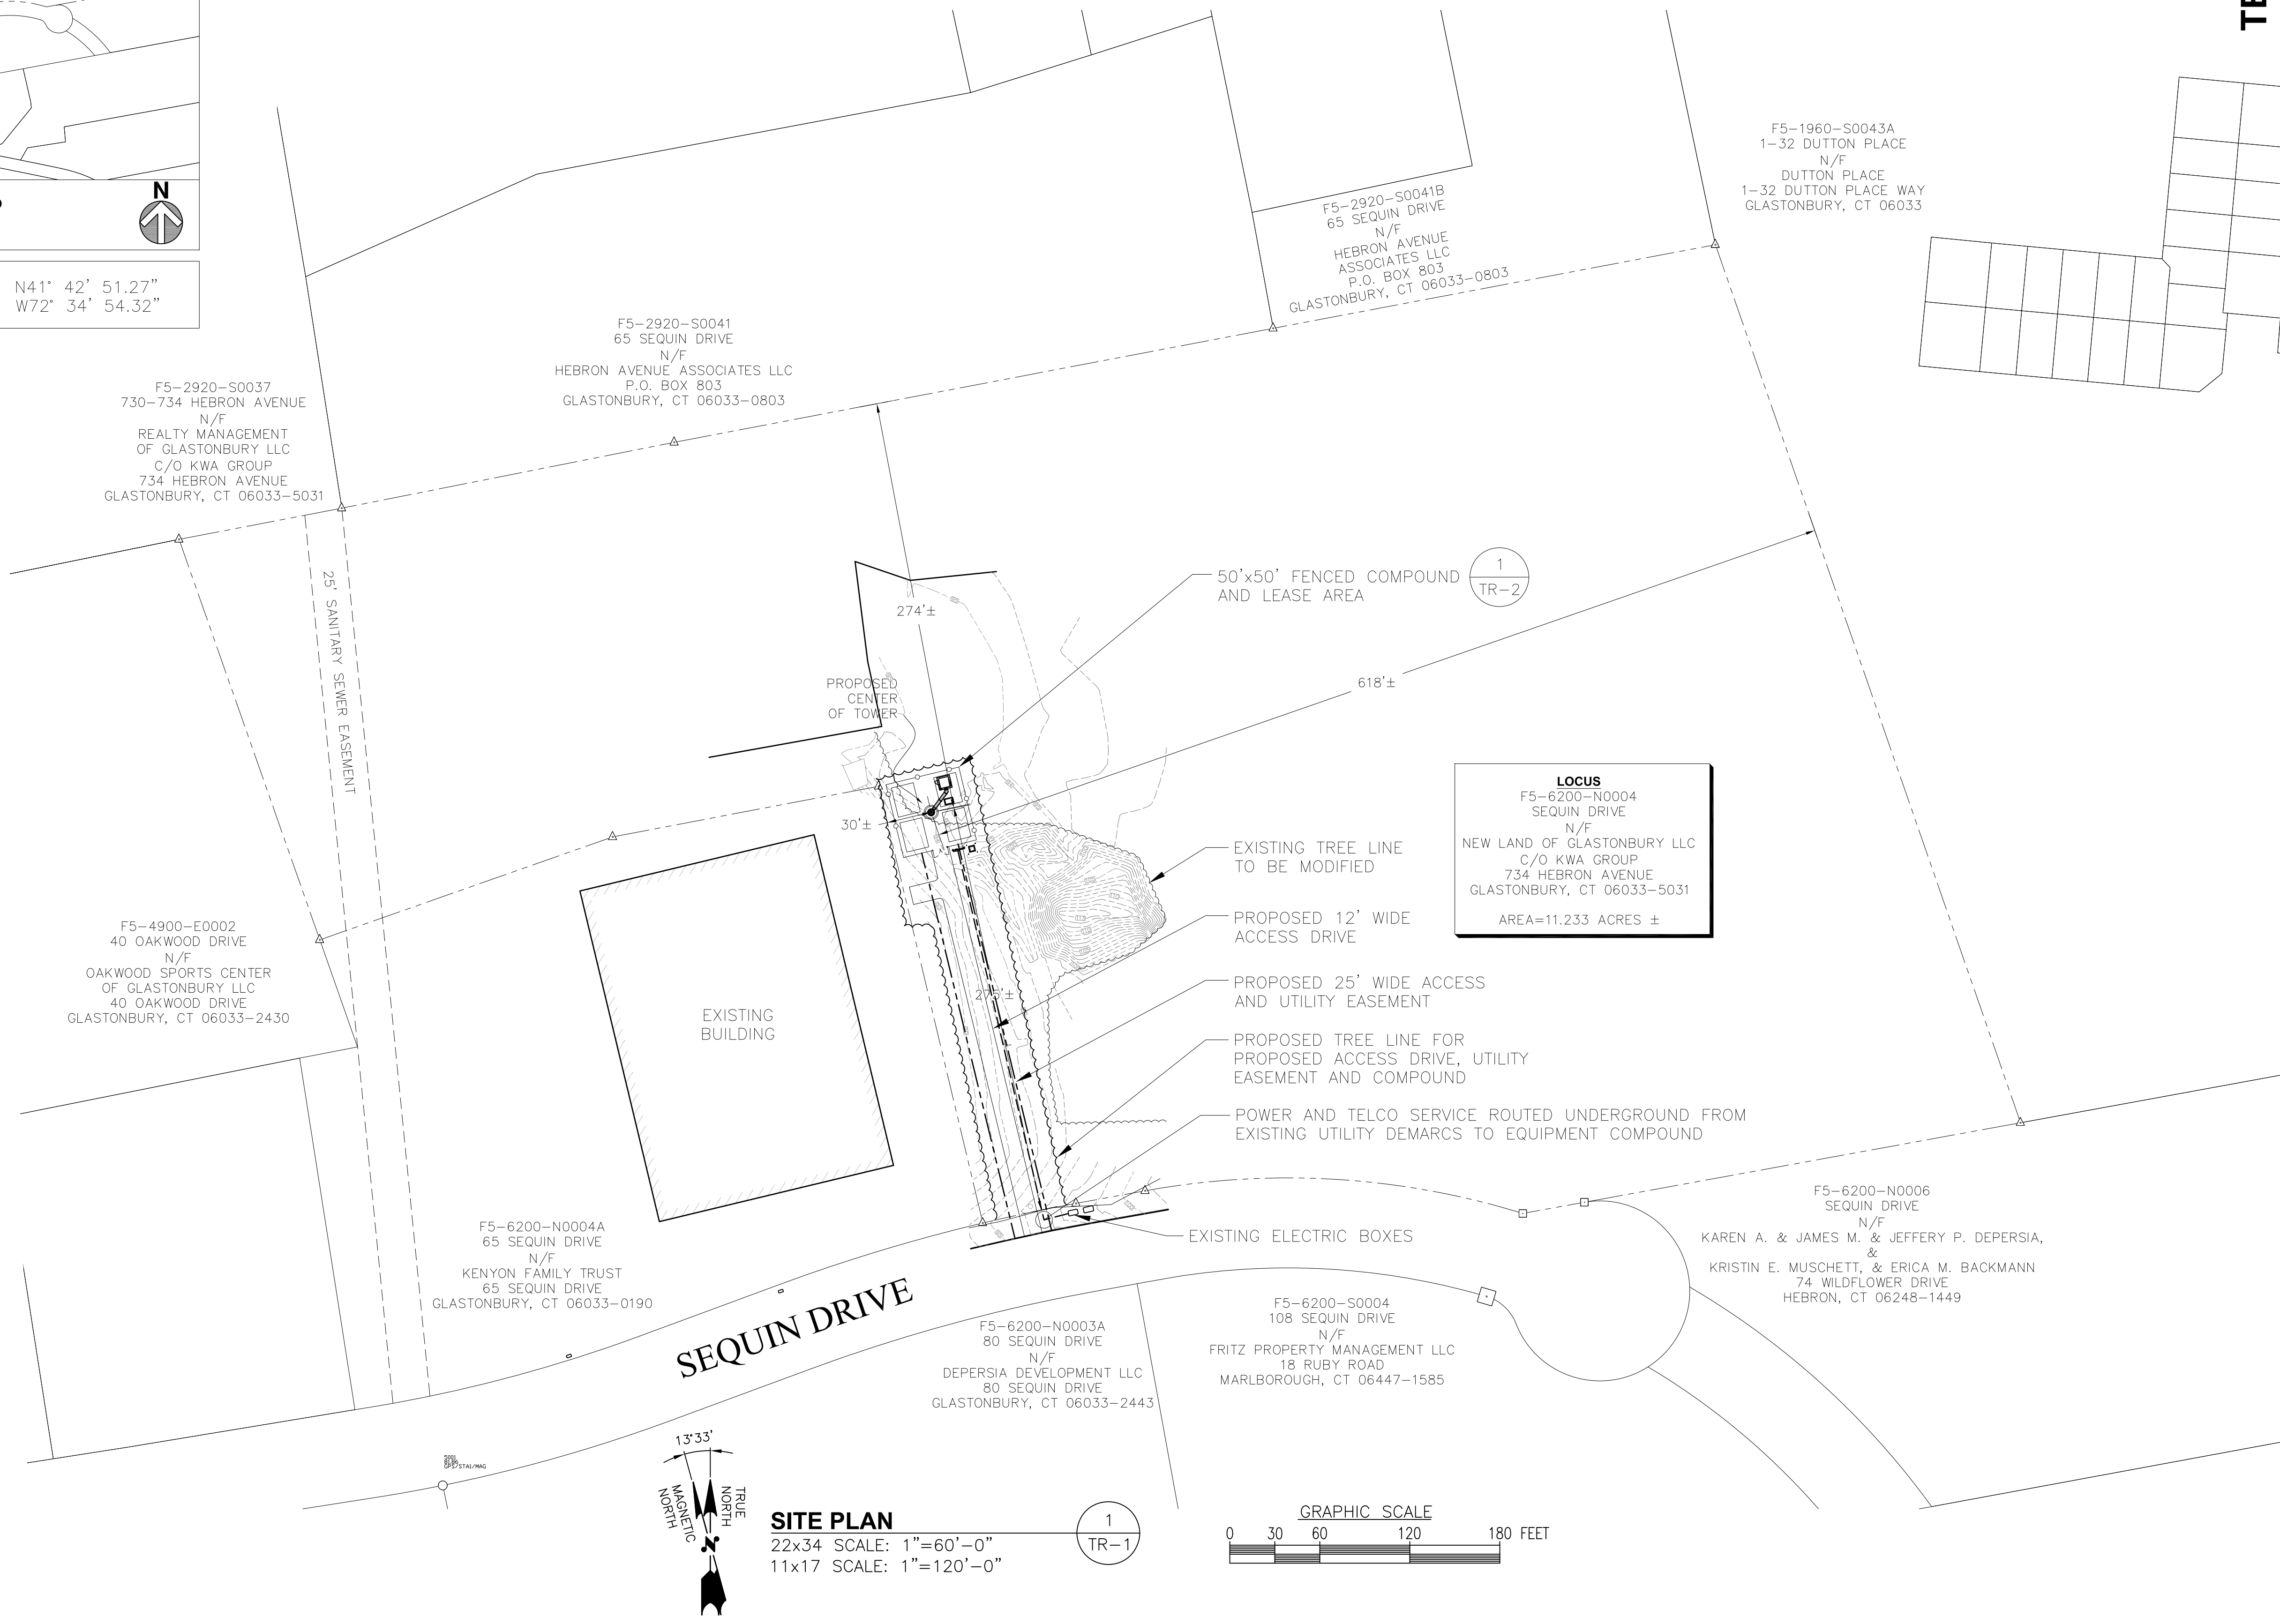 TE
N
N41° 42' 51.27"
W72° 34' 54.32"
F5-1960-S0043A
1-32 DUTTON PLACE
N/F
DUTTON PLACE
1-32 DUTTON PLACE WAY
GLASTONBURY, CT 06033
F5-2920-S0041B
65 SEQUIN DRIVE
N/F
HEBRON AVENUE
ASSOCIATES LLC
P.O. BOX 803
GLASTONBURY, CT 06033-0803
F5-2920-S0041
65 SEQUIN DRIVE
N/F
HEBRON AVENUE ASSOCIATES LLC
P.O. BOX 803
GLASTONBURY, CT 06033-0803
F5-2920-S0037
730-734 HEBRON AVENUE
N/F
REALTY MANAGEMENT
OF GLASTONBURY LLC
C/O KWA GROUP
734 HEBRON AVENUE
GLASTONBURY, CT 06033-5031
25' SANITARY SEWER EASEMENT
274'±
50'x50' FENCED COMPOUND
AND LEASE AREA
1
TR-2
618'±
PROPOSED
CENTER
OF TOWER
30'±
LOCUS
F5-6200-N0004
SEQUIN DRIVE
N/F
NEW LAND OF GLASTONBURY LLC
C/O KWA GROUP
734 HEBRON AVENUE
GLASTONBURY, CT 06033-5031
AREA=11.233 ACRES ±
EXISTING TREE LINE
TO BE MODIFIED
PROPOSED 12' WIDE
ACCESS DRIVE
275'±
PROPOSED 25' WIDE ACCESS
AND UTILITY EASEMENT
PROPOSED TREE LINE FOR
PROPOSED ACCESS DRIVE, UTILITY
EASEMENT AND COMPOUND
POWER AND TELCO SERVICE ROUTED UNDERGROUND FROM
EXISTING UTILITY DEMARCS TO EQUIPMENT COMPOUND
EXISTING ELECTRIC BOXES
F5-4900-E0002
40 OAKWOOD DRIVE
N/F
OAKWOOD SPORTS CENTER
OF GLASTONBURY LLC
40 OAKWOOD DRIVE
GLASTONBURY, CT 06033-2430
EXISTING
BUILDING
F5-6200-N0004A
65 SEQUIN DRIVE
N/F
KENYON FAMILY TRUST
65 SEQUIN DRIVE
GLASTONBURY, CT 06033-0190
SEQUIN DRIVE
F5-6200-N0003A
80 SEQUIN DRIVE
N/F
DEPERSIA DEVELOPMENT LLC
80 SEQUIN DRIVE
GLASTONBURY, CT 06033-2443
F5-6200-S0004
108 SEQUIN DRIVE
N/F
FRITZ PROPERTY MANAGEMENT LLC
18 RUBY ROAD
MARLBOROUGH, CT 06447-1585
F5-6200-N0006
SEQUIN DRIVE
N/F
KAREN A. & JAMES M. & JEFFERY P. DEPERSIA,
&
KRISTIN E. MUSCHETT, & ERICA M. BACKMANN
74 WILDFLOWER DRIVE
HEBRON, CT 06248-1449
GPS/STA1/MAG
13°33'
TRUE
NORTH
MAGNETIC
NORTH
N
SITE PLAN
22x34 SCALE: 1"=60'-0"
11x17 SCALE: 1"=120'-0"
1
TR-1
GRAPHIC SCALE
0 30 60 120 180 FEET